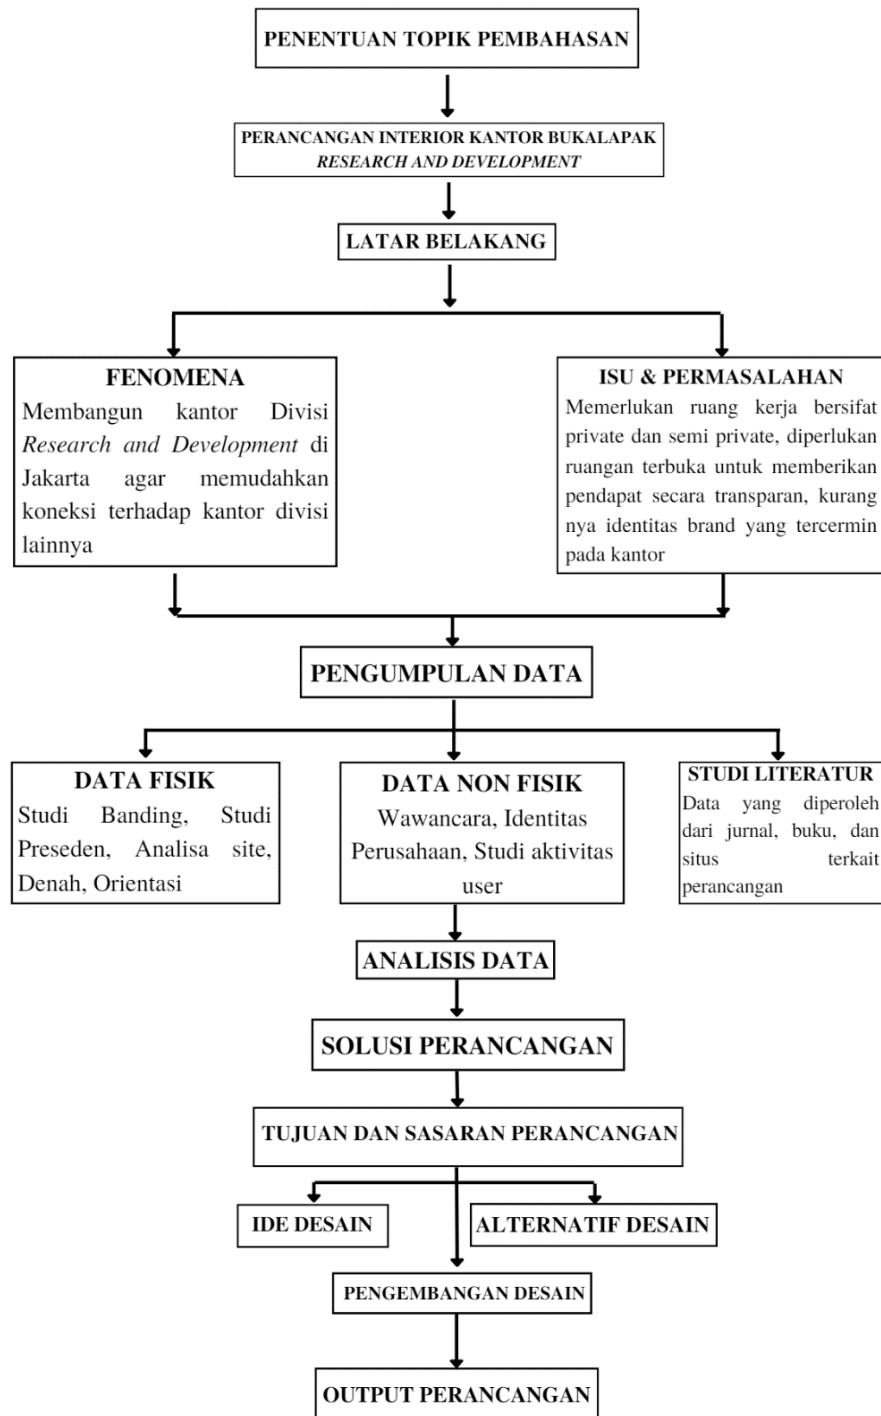 PENENTUAN TOPIK PEMBAHASAN
PERANCANGAN INTERIOR KANTOR BUKALAPAK
RESEARCH AND DEVELOPMENT
LATAR BELAKANG
FENOMENA
Membangun kantor Divisi
Research and Development di
Jakarta agar memudahkan
koneksi terhadap kantor divisi
lainnya
ISU & PERMASALAHAN
Memerlukan ruang kerja bersifat
private dan semi private, diperlukan
ruangan terbuka untuk memberikan
pendapat secara transparan, kurang
nya identitas brand yang tercermin
pada kantor
PENGUMPULAN DATA
DATA FISIK
Studi Banding, Studi
Preseden, Analisa site,
Denah, Orientasi
DATA NON FISIK
Wawancara, Identitas
Perusahaan, Studi aktivitas
user
STUDI LITERATUR
Data yang diperoleh
dari jurnal, buku, dan
situs terkait
perancangan
ANALISIS DATA
SOLUSI PERANCANGAN
TUJUAN DAN SASARAN PERANCANGAN
IDE DESAIN
ALTERNATIF DESAIN
PENGEMBANGAN DESAIN
OUTPUT PERANCANGAN